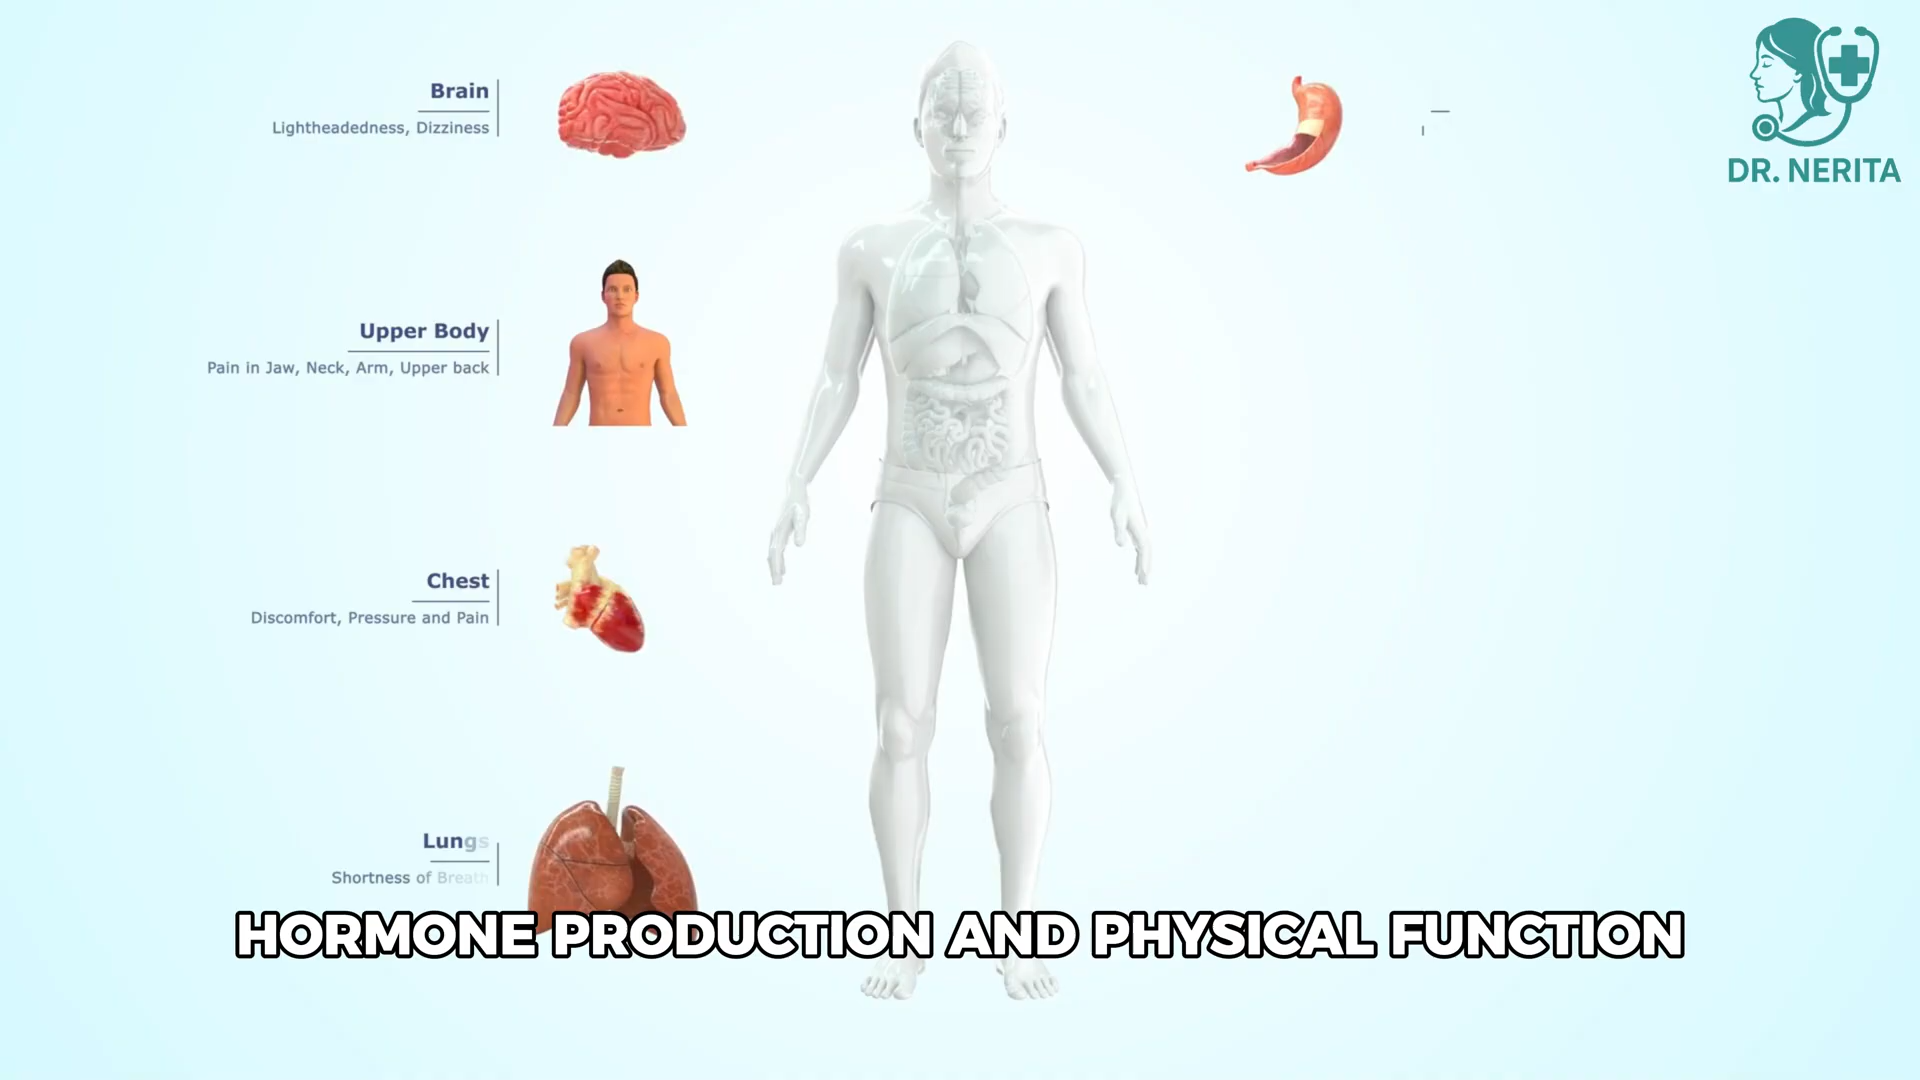 Brain
Lightheadedness, Dizziness
Upper Body
Pain in Jaw, Neck, Arm, Upper back
Chest
Discomfort, Pressure and Pain
Lungs
Shortness of Breath
DR. NERITA
HORMONE PRODUCTION AND PHYSICAL FUNCTION